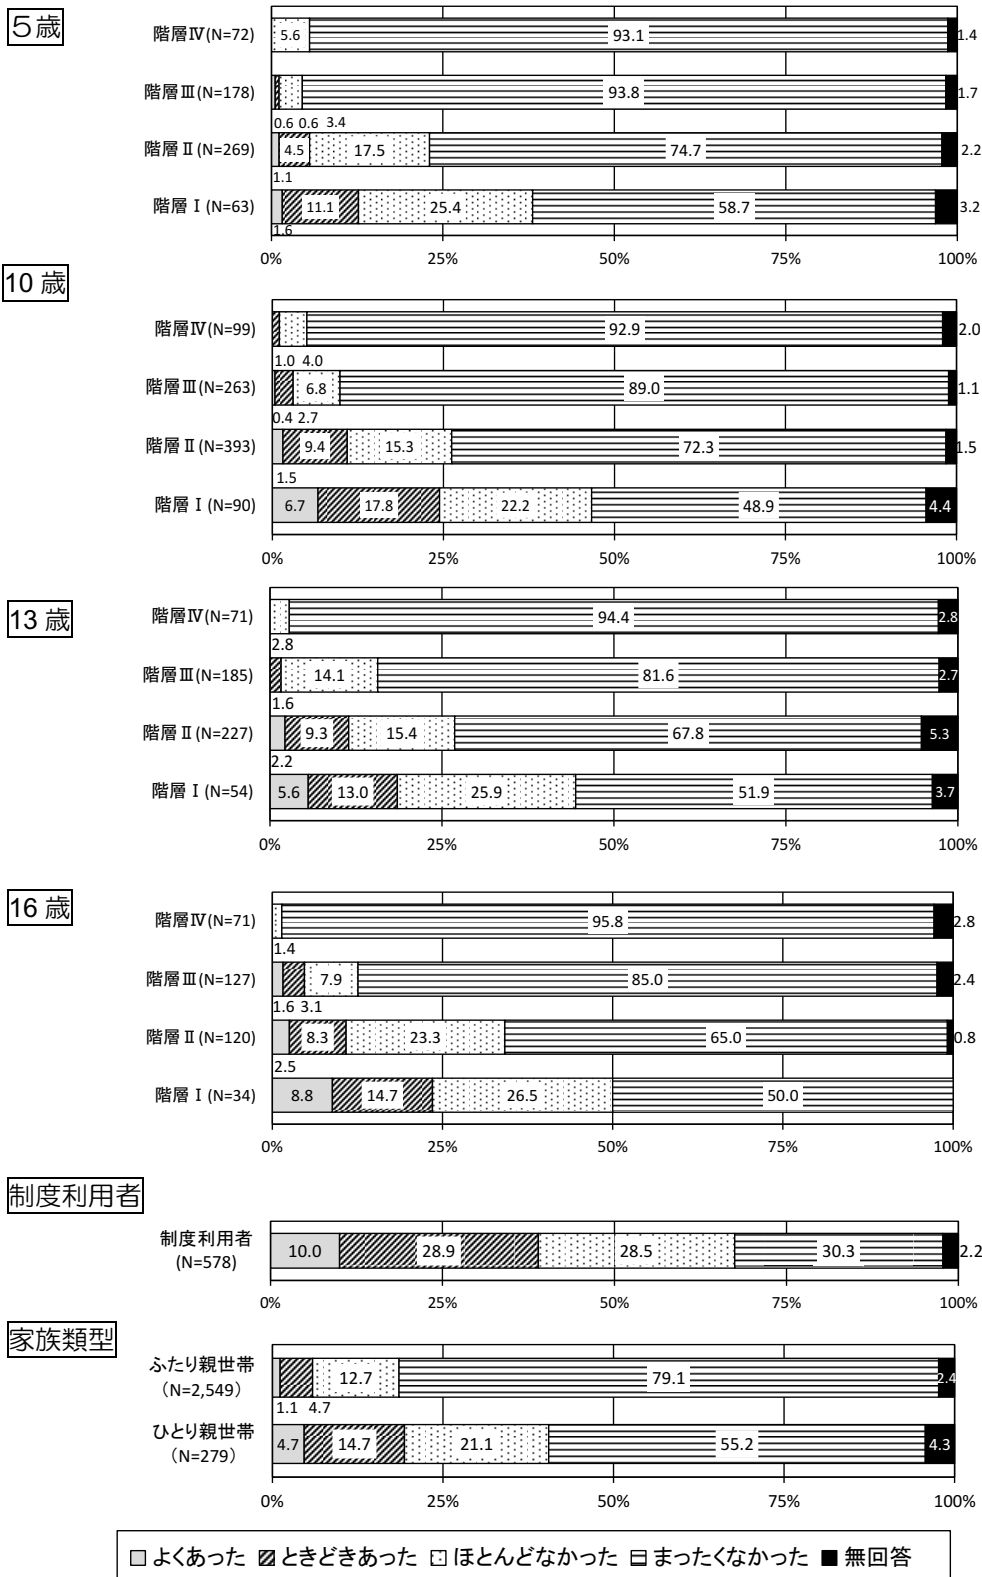 5歳
階層Ⅳ(N=72) 5.6 93.1 1.4
階層Ⅲ(N=178) 93.8 1.7
0.6 0.6 3.4
階層Ⅱ(N=269) 4.5 17.5 74.7 2.2
1.1
階層Ⅰ(N=63) 11.1 25.4 58.7 3.2
1.6
0% 25% 50% 75% 100%
10 歳
階層Ⅳ(N=99) 92.9 2.0
1.0 4.0
階層Ⅲ(N=263) 6.8 89.0 1.1
0.4 2.7
階層Ⅱ(N=393) 9.4 15.3 72.3 1.5
1.5
階層Ⅰ(N=90) 6.7 17.8 22.2 48.9 4.4
0% 25% 50% 75% 100%
13 歳
階層Ⅳ(N=71) 94.4 2.8
2.8
階層Ⅲ(N=185) 14.1 81.6 2.7
1.6
階層Ⅱ(N=227) 9.3 15.4 67.8 5.3
2.2
階層Ⅰ(N=54) 5.6 13.0 25.9 51.9 3.7
0% 25% 50% 75% 100%
16 歳
階層Ⅳ(N=71) 95.8 2.8
1.4
階層Ⅲ(N=127) 7.9 85.0 2.4
1.6 3.1
階層Ⅱ(N=120) 8.3 23.3 65.0 0.8
2.5
階層Ⅰ(N=34) 8.8 14.7 26.5 50.0
0% 25% 50% 75% 100%
制度利用者
制度利用者
(N=578) 10.0 28.9 28.5 30.3 2.2
0% 25% 50% 75% 100%
家族類型
ふたり親世帯
（N=2,549） 12.7 79.1 2.4
1.1 4.7
ひとり親世帯
（N=279） 4.7 14.7 21.1 55.2 4.3
0% 25% 50% 75% 100%
よくあった ときどきあった ほとんどなかった まったくなかった 無回答